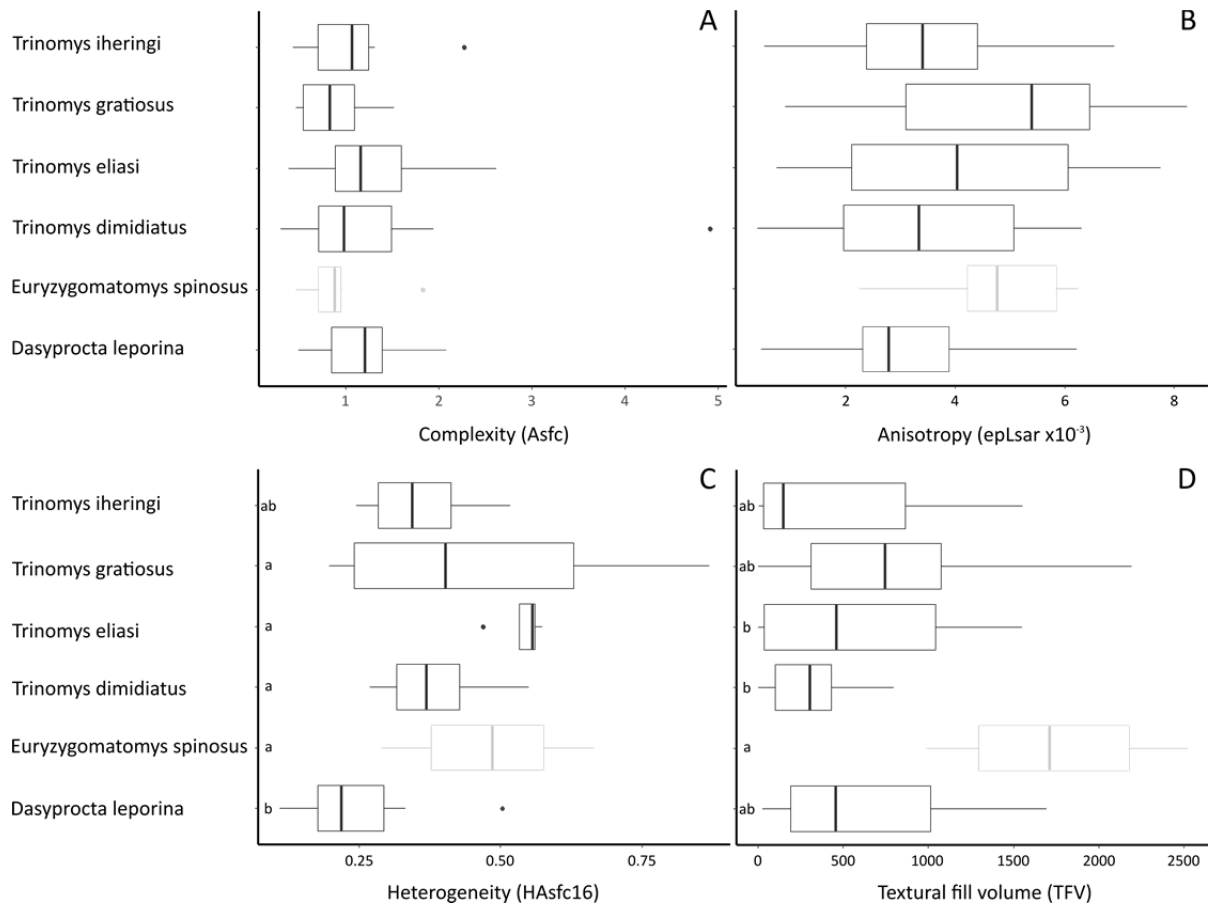 A
B
Trinomys iheringi
Trinomys gratiosus
Trinomys eliasi
Trinomys dimidiatus
Euryzygomatomys spinosus
Dasyprocta leporina
1 2 3 4 5
2 4 6 8
Complexity (Asfc)
Anisotropy (epLsar x10⁻³)
C
D
Trinomys iheringi ab ab
Trinomys gratiosus a ab
Trinomys eliasi a b
Trinomys dimidiatus a b
Euryzygomatomys spinosus a a
Dasyprocta leporina b ab
0.25 0.50 0.75
0 500 1000 1500 2000 2500
Heterogeneity (HAsfc16)
Textural fill volume (TFV)